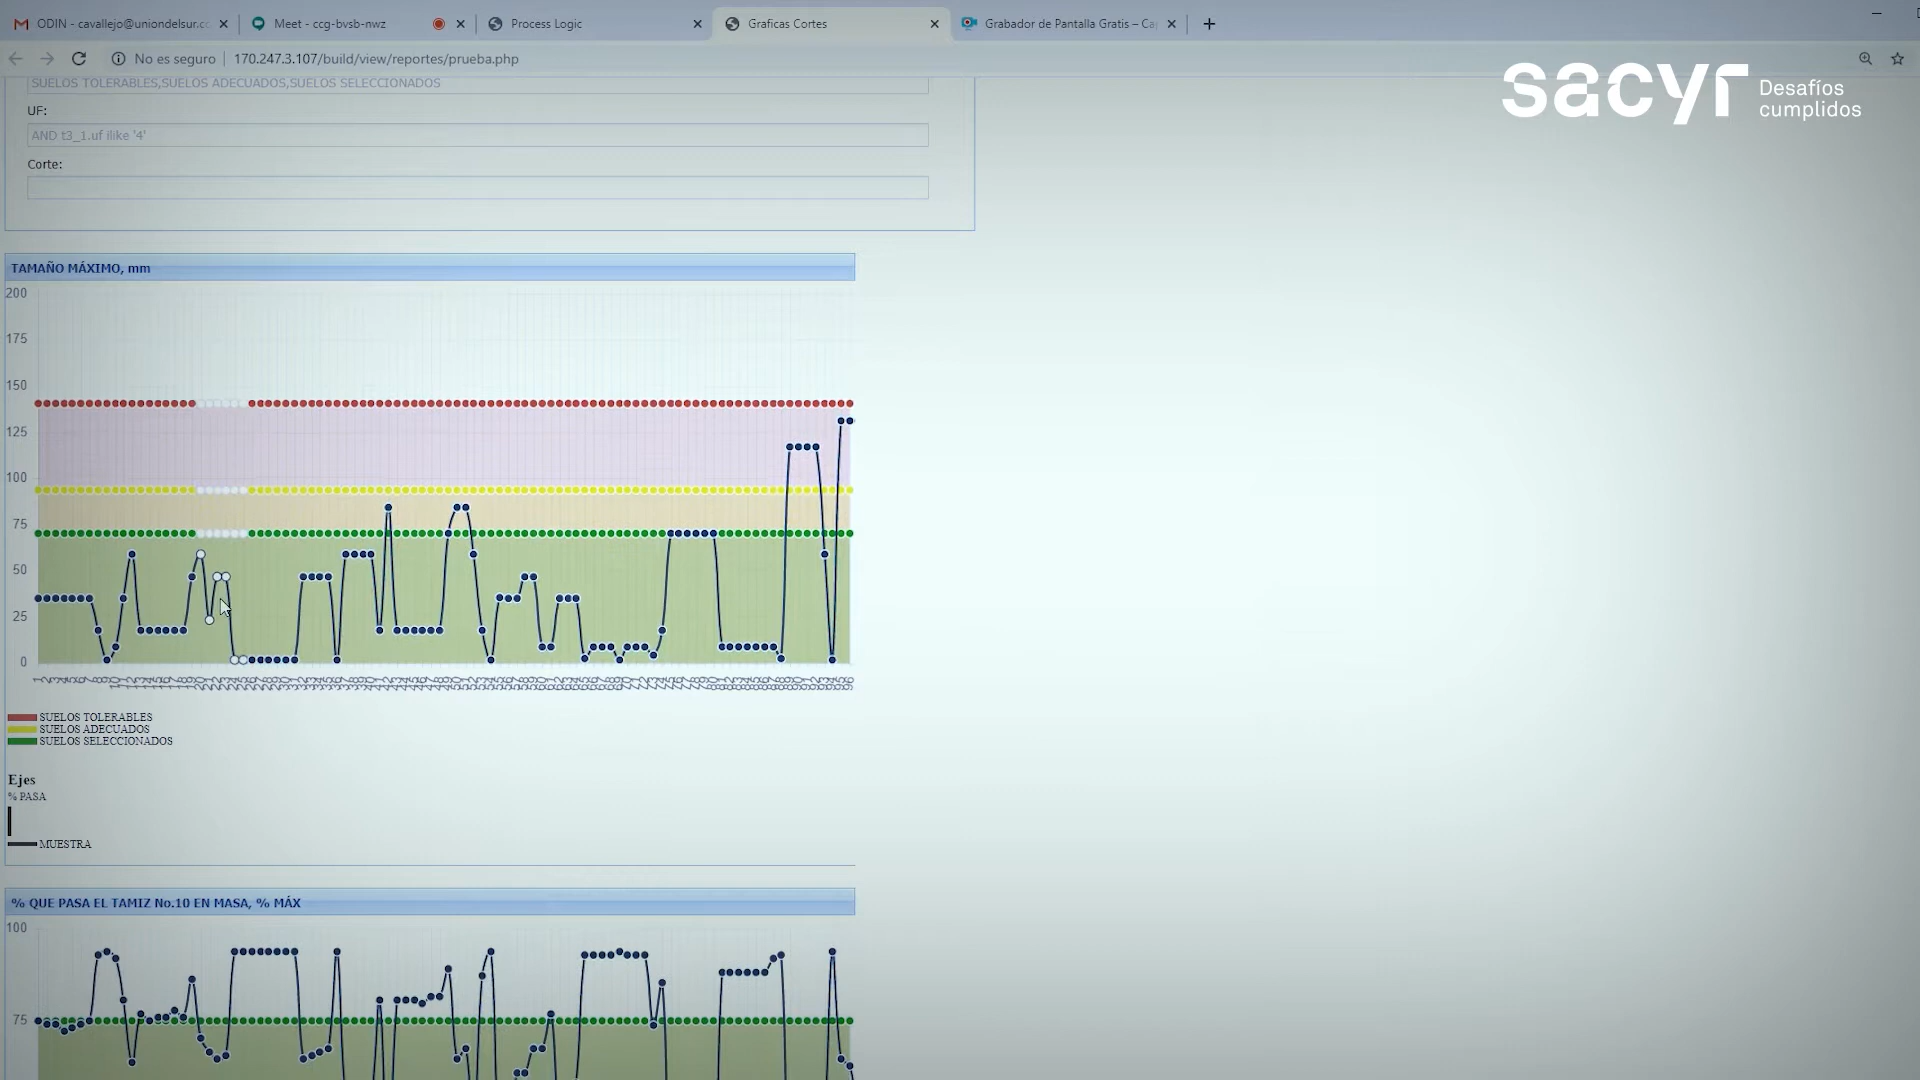 ODIN - cavallejo@uniondelsur.cc
Meet - ccg-bvsb-nwz
Process Logic
Graficas Cortes
Grabador de Pantalla Gratis – Ca
No es seguro
170.247.3.107/build/view/reportes/prueba.php
sacyr Desafíos
cumplidos
SUELOS TOLERABLES,SUELOS ADECUADOS,SUELOS SELECCIONADOS
UF:
AND t3_1.uf ilike '4'
Corte:
TAMAÑO MÁXIMO, mm
200
175
150
125
100
75
50
25
0
SUELOS TOLERABLES
SUELOS ADECUADOS
SUELOS SELECCIONADOS
Ejes
% PASA
MUESTRA
% QUE PASA EL TAMIZ No.10 EN MASA, % MÁX
100
75